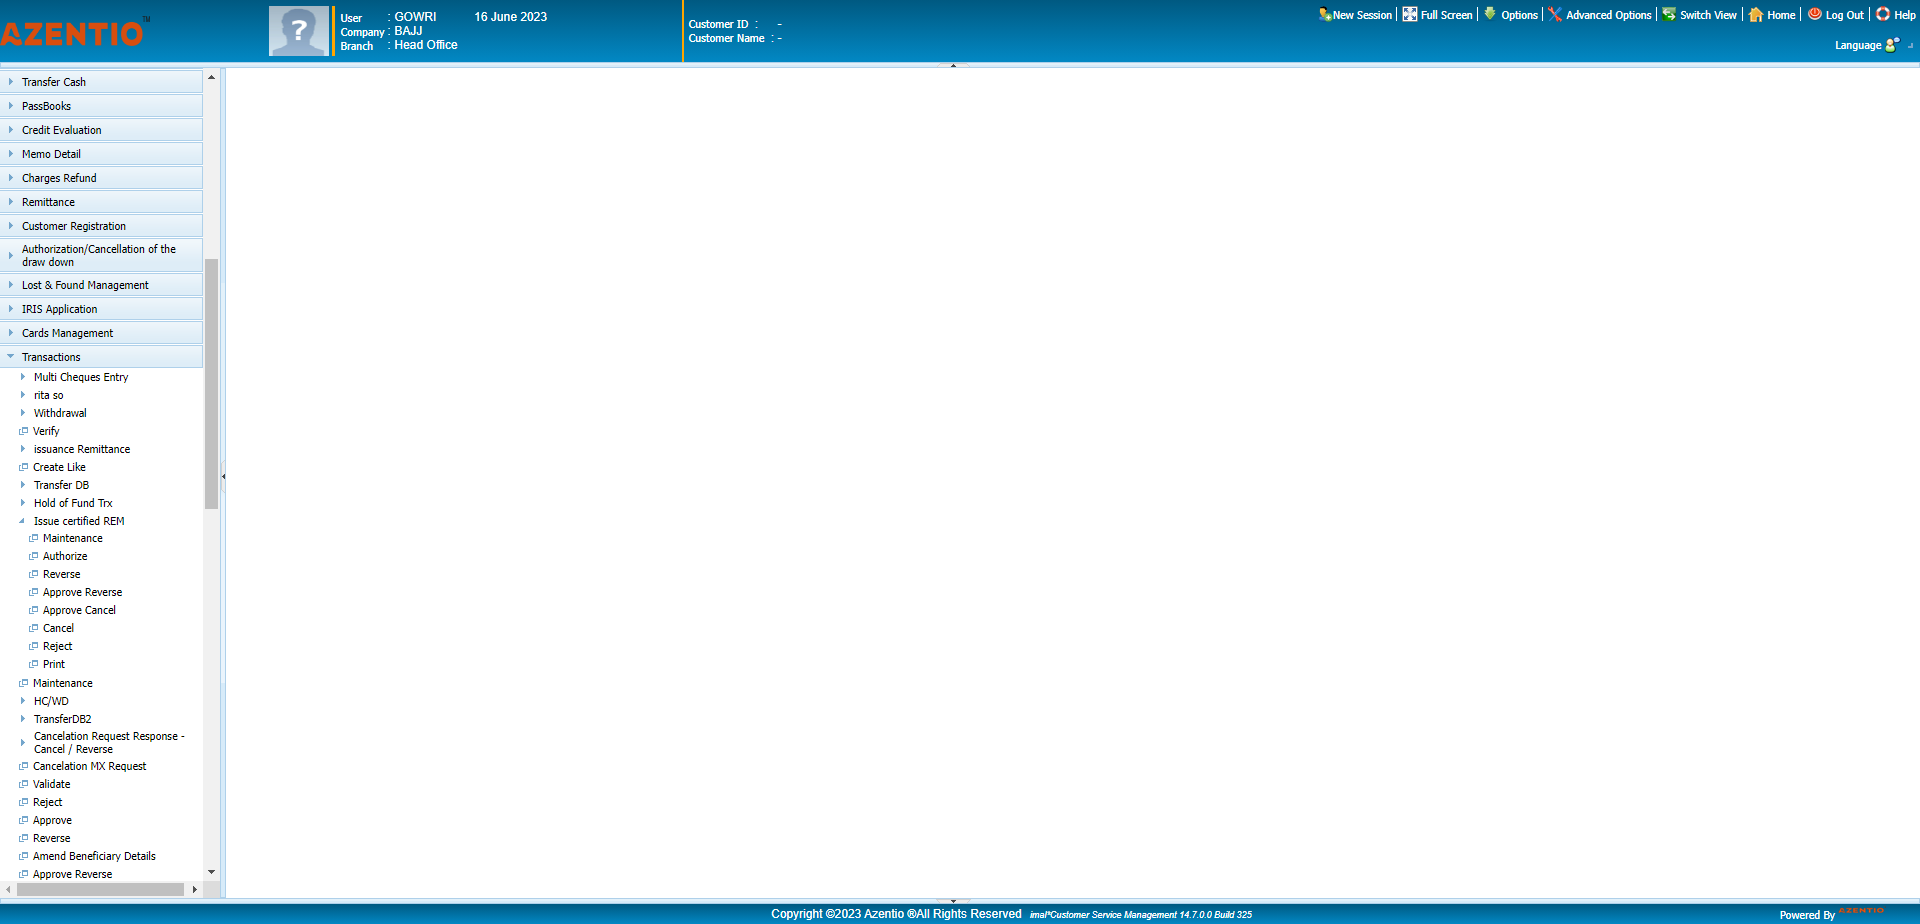 AZENTIO™
User : GOWRI 16 June 2023
Company : BAJJ
Branch : Head Office
Customer ID : -
Customer Name : -
New Session Full Screen Options Advanced Options Switch View Home Log Out Help
Language
Transfer Cash
PassBooks
Credit Evaluation
Memo Detail
Charges Refund
Remittance
Customer Registration
Authorization/Cancellation of the
draw down
Lost & Found Management
IRIS Application
Cards Management
Transactions
Multi Cheques Entry
rita so
Withdrawal
Verify
issuance Remittance
Create Like
Transfer DB
Hold of Fund Trx
Issue certified REM
Maintenance
Authorize
Reverse
Approve Reverse
Approve Cancel
Cancel
Reject
Print
Maintenance
HC/WD
TransferDB2
Cancelation Request Response -
Cancel / Reverse
Cancelation MX Request
Validate
Reject
Approve
Reverse
Amend Beneficiary Details
Approve Reverse
Copyright ©2023 Azentio ®All Rights Reserved imal*Customer Service Management 14.7.0.0 Build 325
Powered By AZENTIO